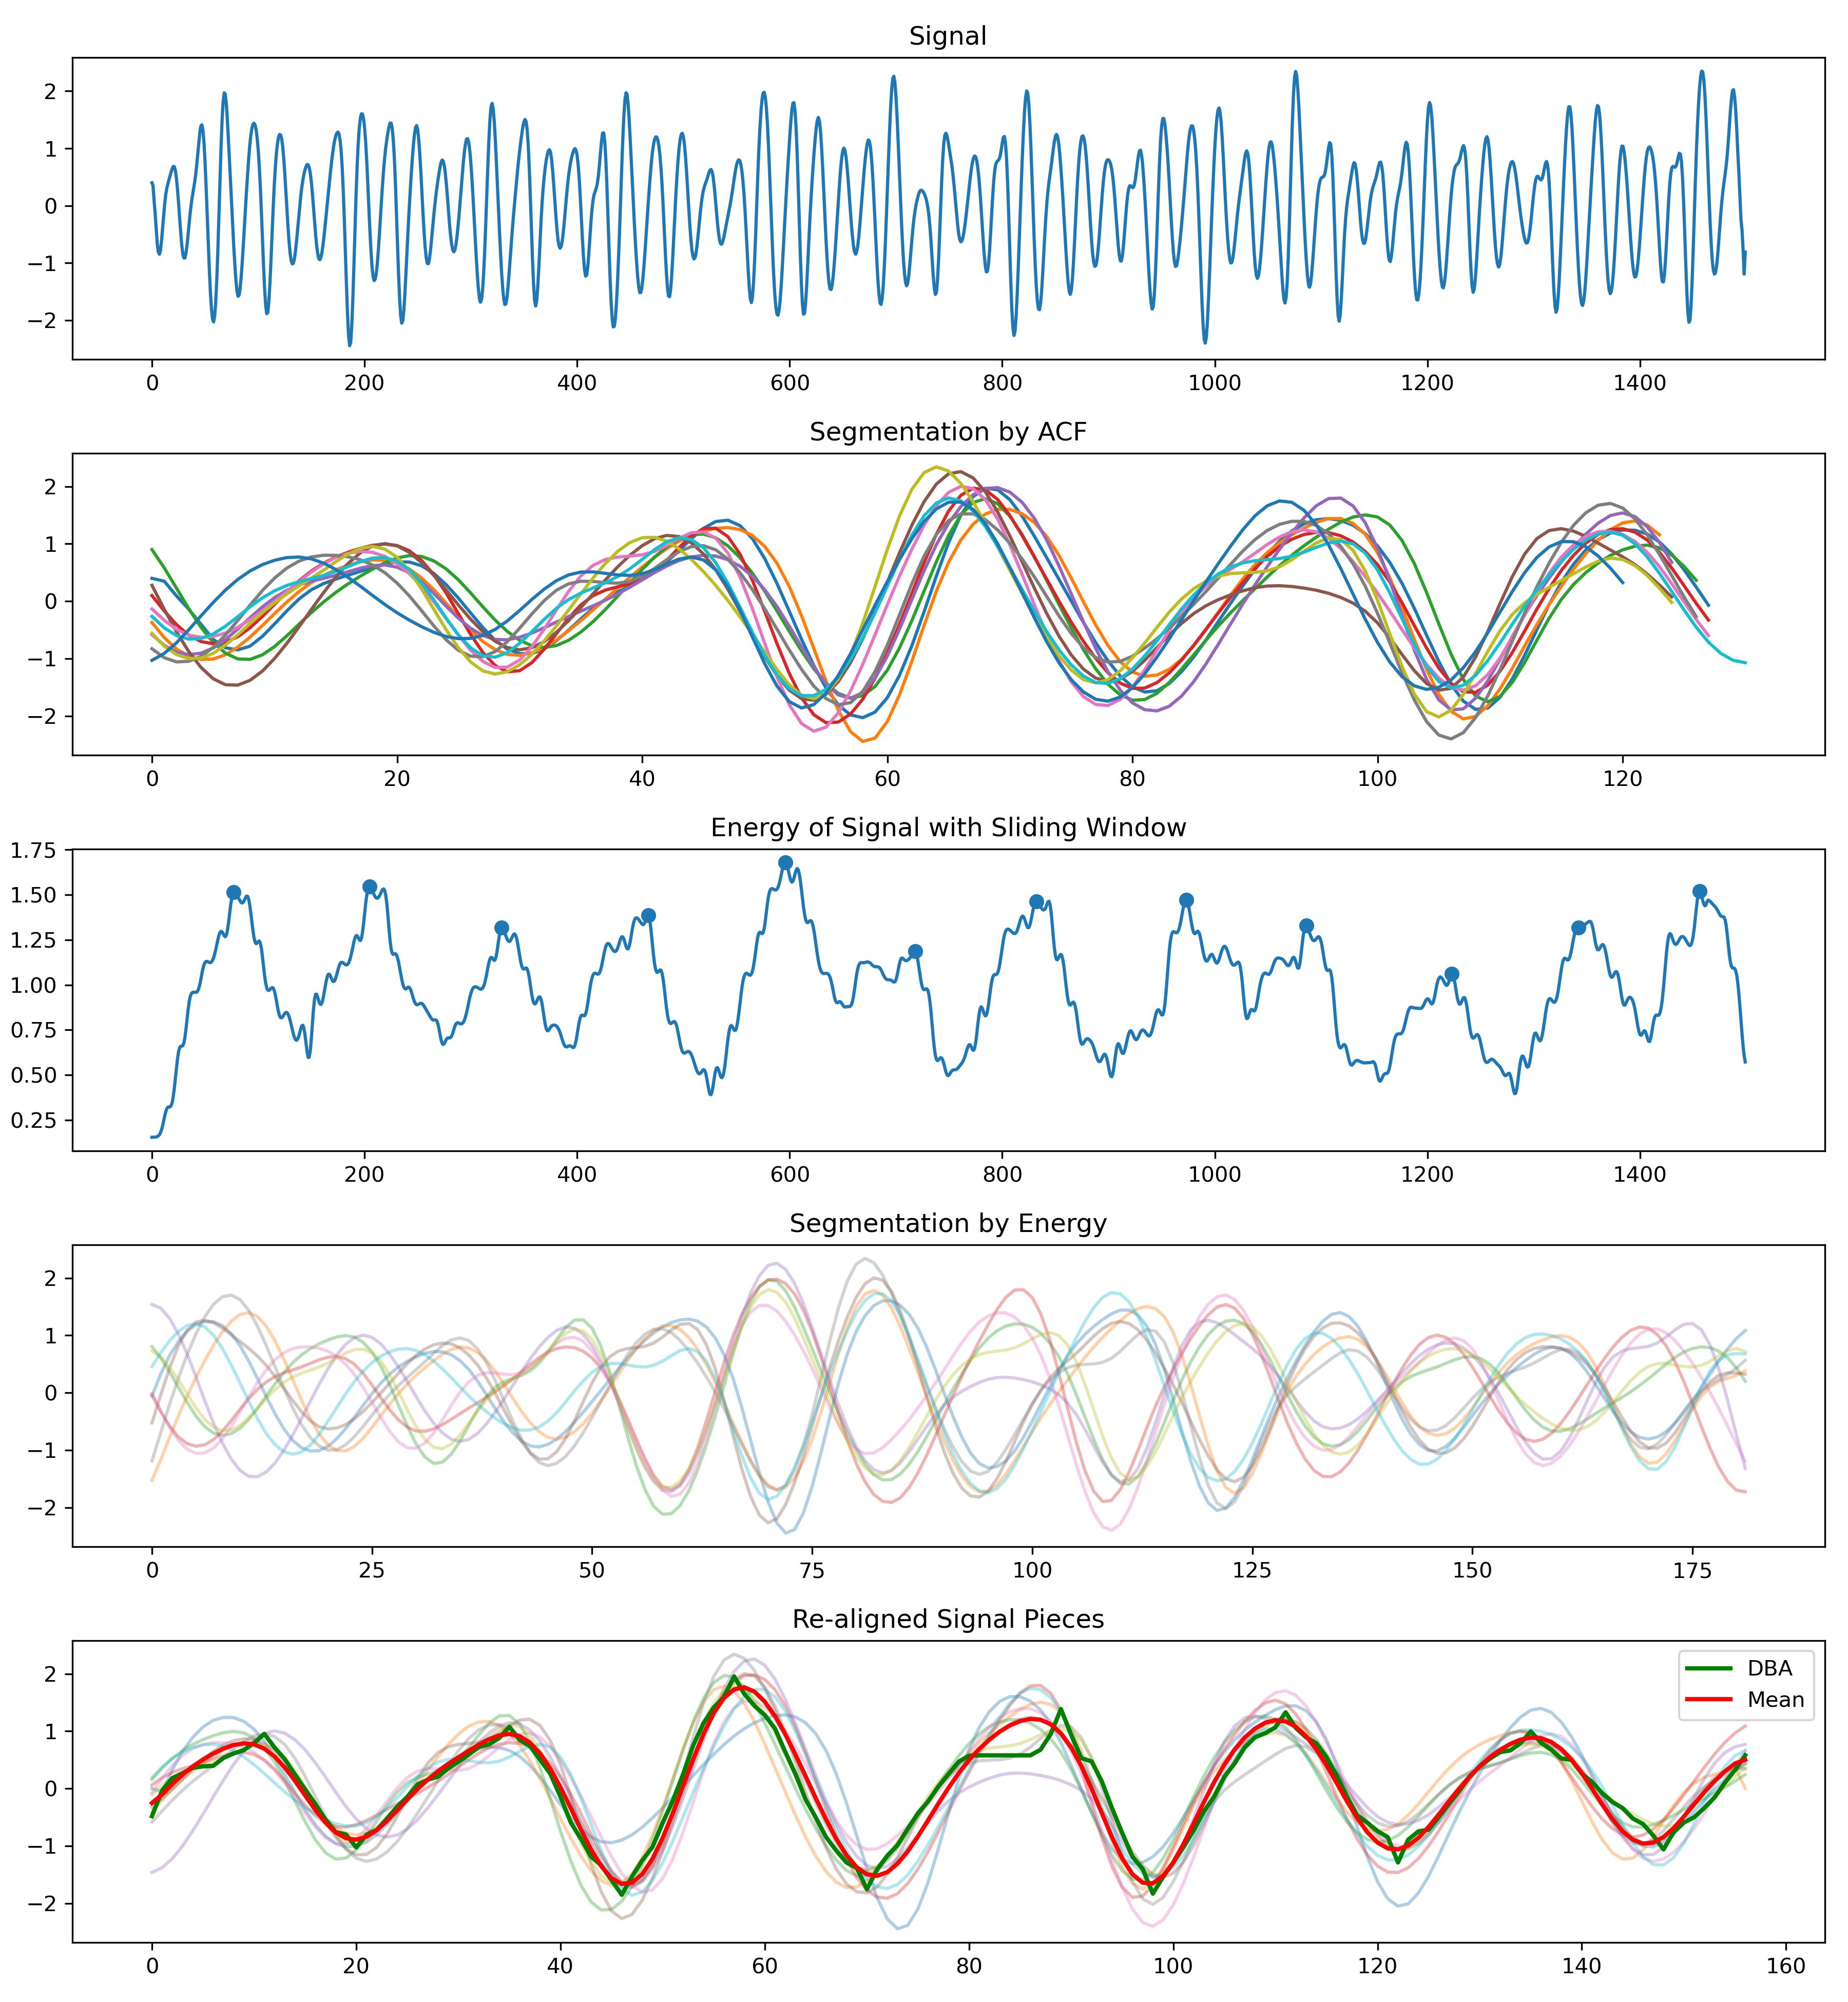 Signal
2
1
0
−1
−2
0 200 400 600 800 1000 1200 1400
Segmentation by ACF
2
1
0
−1
−2
0 20 40 60 80 100 120
Energy of Signal with Sliding Window
1.75
1.50
1.25
1.00
0.75
0.50
0.25
0 200 400 600 800 1000 1200 1400
Segmentation by Energy
2
1
0
−1
−2
0 25 50 75 100 125 150 175
Re-aligned Signal Pieces
DBA
Mean
2
1
0
−1
−2
0 20 40 60 80 100 120 140 160